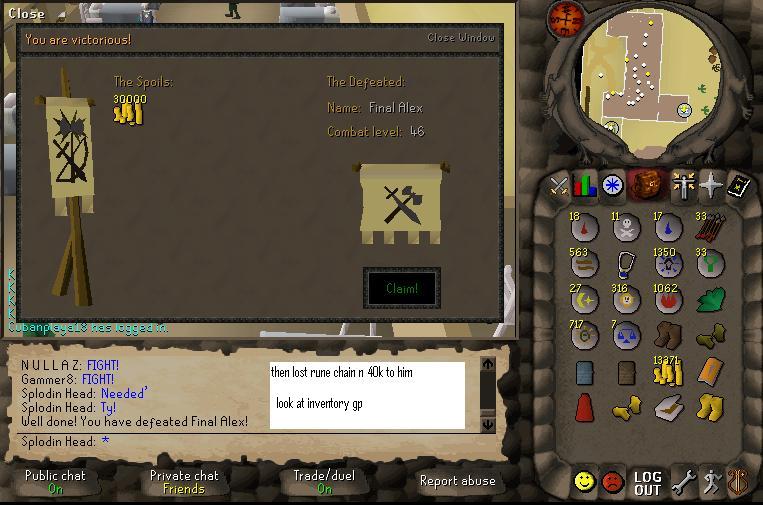 Close
You are victorious!
Close Window
The Spoils:
30000
The Defeated:
Name: Final Alex
Combat level: 46
Claim!
K
K
K
K
Cubanplaya18 has logged in.
N U L L A Z: FIGHT!
Gammer8: FIGHT!
Splodin Head: Needed'
Splodin Head: Ty!
Well done! You have defeated Final Alex!
Splodin Head: *
then lost rune chain n 40k to him
look at inventory gp
Public chat
On
Private chat
Friends
Trade/duel
On
Report abuse
18 11 17 33
563 1350 33
27 316 1062
717 7
13371
LOG
OUT